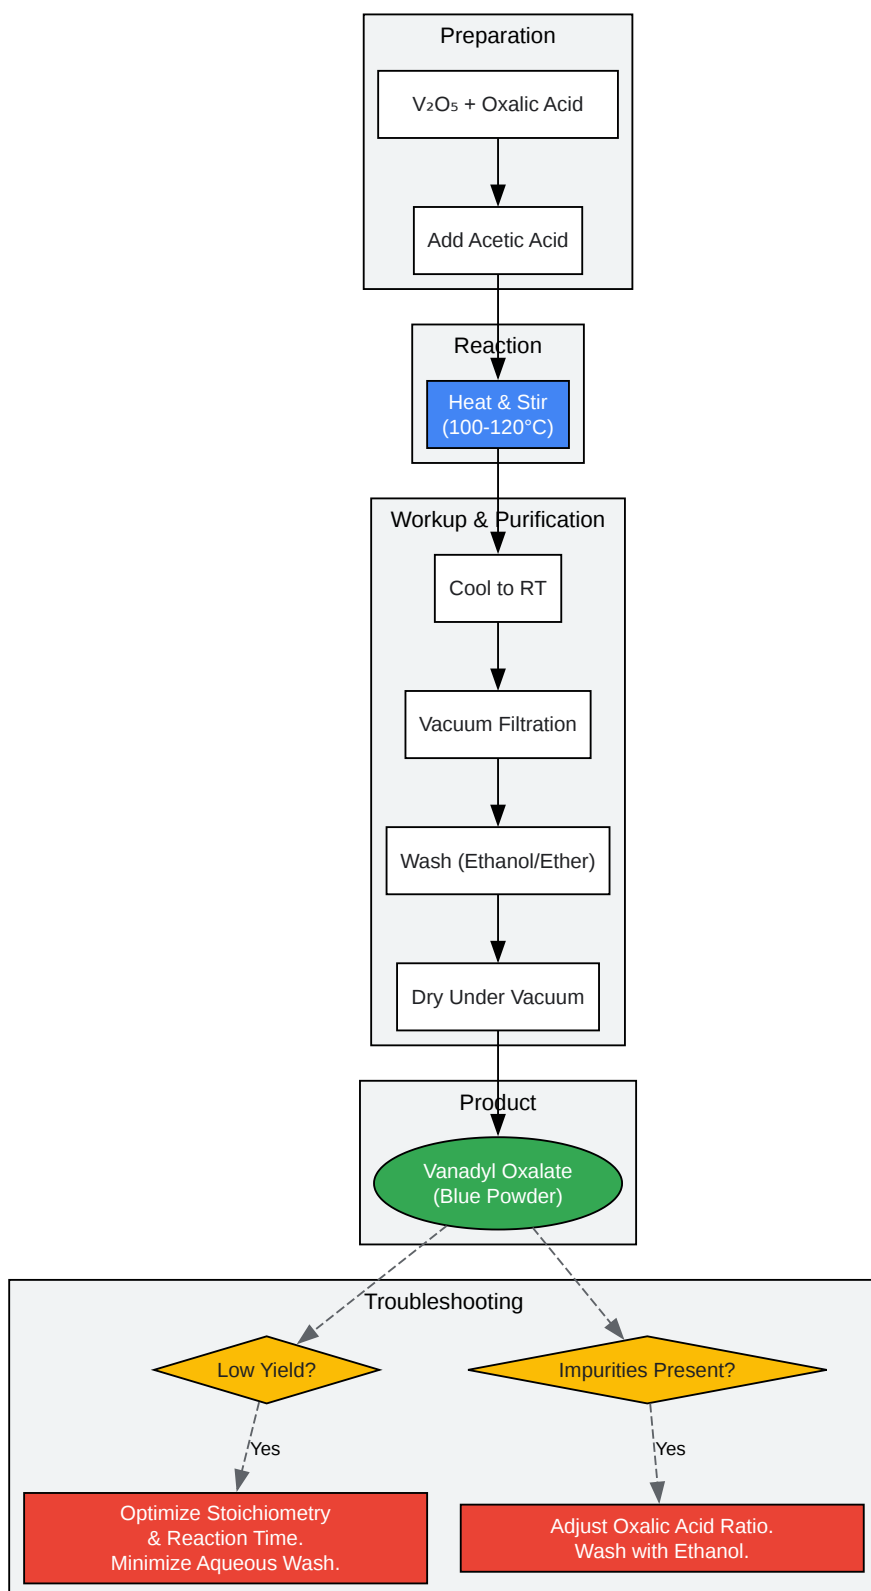 Preparation
V₂O₅ + Oxalic Acid
Add Acetic Acid
Reaction
Heat & Stir
(100-120°C)
Workup & Purification
Cool to RT
Vacuum Filtration
Wash (Ethanol/Ether)
Dry Under Vacuum
Product
Vanadyl Oxalate
(Blue Powder)
Troubleshooting
Low Yield?
Impurities Present?
Yes
Yes
Optimize Stoichiometry
& Reaction Time.
Minimize Aqueous Wash.
Adjust Oxalic Acid Ratio.
Wash with Ethanol.